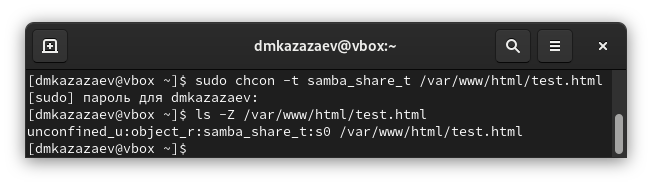 dmkazazaev@vbox:~
[dmkazazaev@vbox ~]$ sudo chcon -t samba_share_t /var/www/html/test.html
[sudo] пароль для dmkazazaev:
[dmkazazaev@vbox ~]$ ls -Z /var/www/html/test.html
unconfined_u:object_r:samba_share_t:s0 /var/www/html/test.html
[dmkazazaev@vbox ~]$